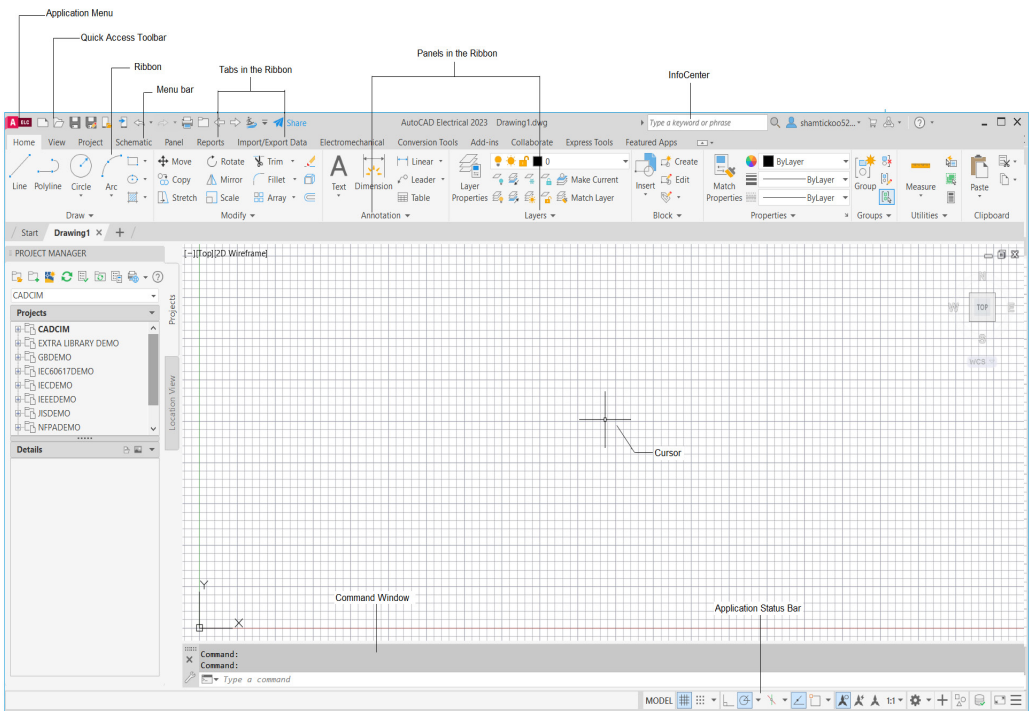 Application Menu
Quick Access Toolbar
Panels in the Ribbon
Ribbon
Tabs in the Ribbon
InfoCenter
Menu bar
A ELC Share AutoCAD Electrical 2023 Drawing1.dwg Type a keyword or phrase shamtickoo52...
Home View Project Schematic Panel Reports Import/Export Data Electromechanical Conversion Tools Add-ins Collaborate Express Tools Featured Apps
Move Rotate Trim Linear 0 Create ByLayer
Line Polyline Circle Arc Copy Mirror Fillet Text Dimension Leader Layer Properties Make Current Insert Edit Match Properties ByLayer Group Measure Paste
Stretch Scale Array Table Match Layer ByLayer
Draw Modify Annotation Layers Block Properties Groups Utilities Clipboard
Start Drawing1
PROJECT MANAGER
[−][Top][2D Wireframe]
N
CADCIM
W TOP E
Projects
Projects
CADCIM
EXTRA LIBRARY DEMO
S
GBDEMO
WCS
IEC60617DEMO
IECDEMO
Location View
IEEEDEMO
JISDEMO
NFPADEMO
Details
Cursor
Y
Command Window
Application Status Bar
X
Command:
Command:
Type a command
MODEL 1:1